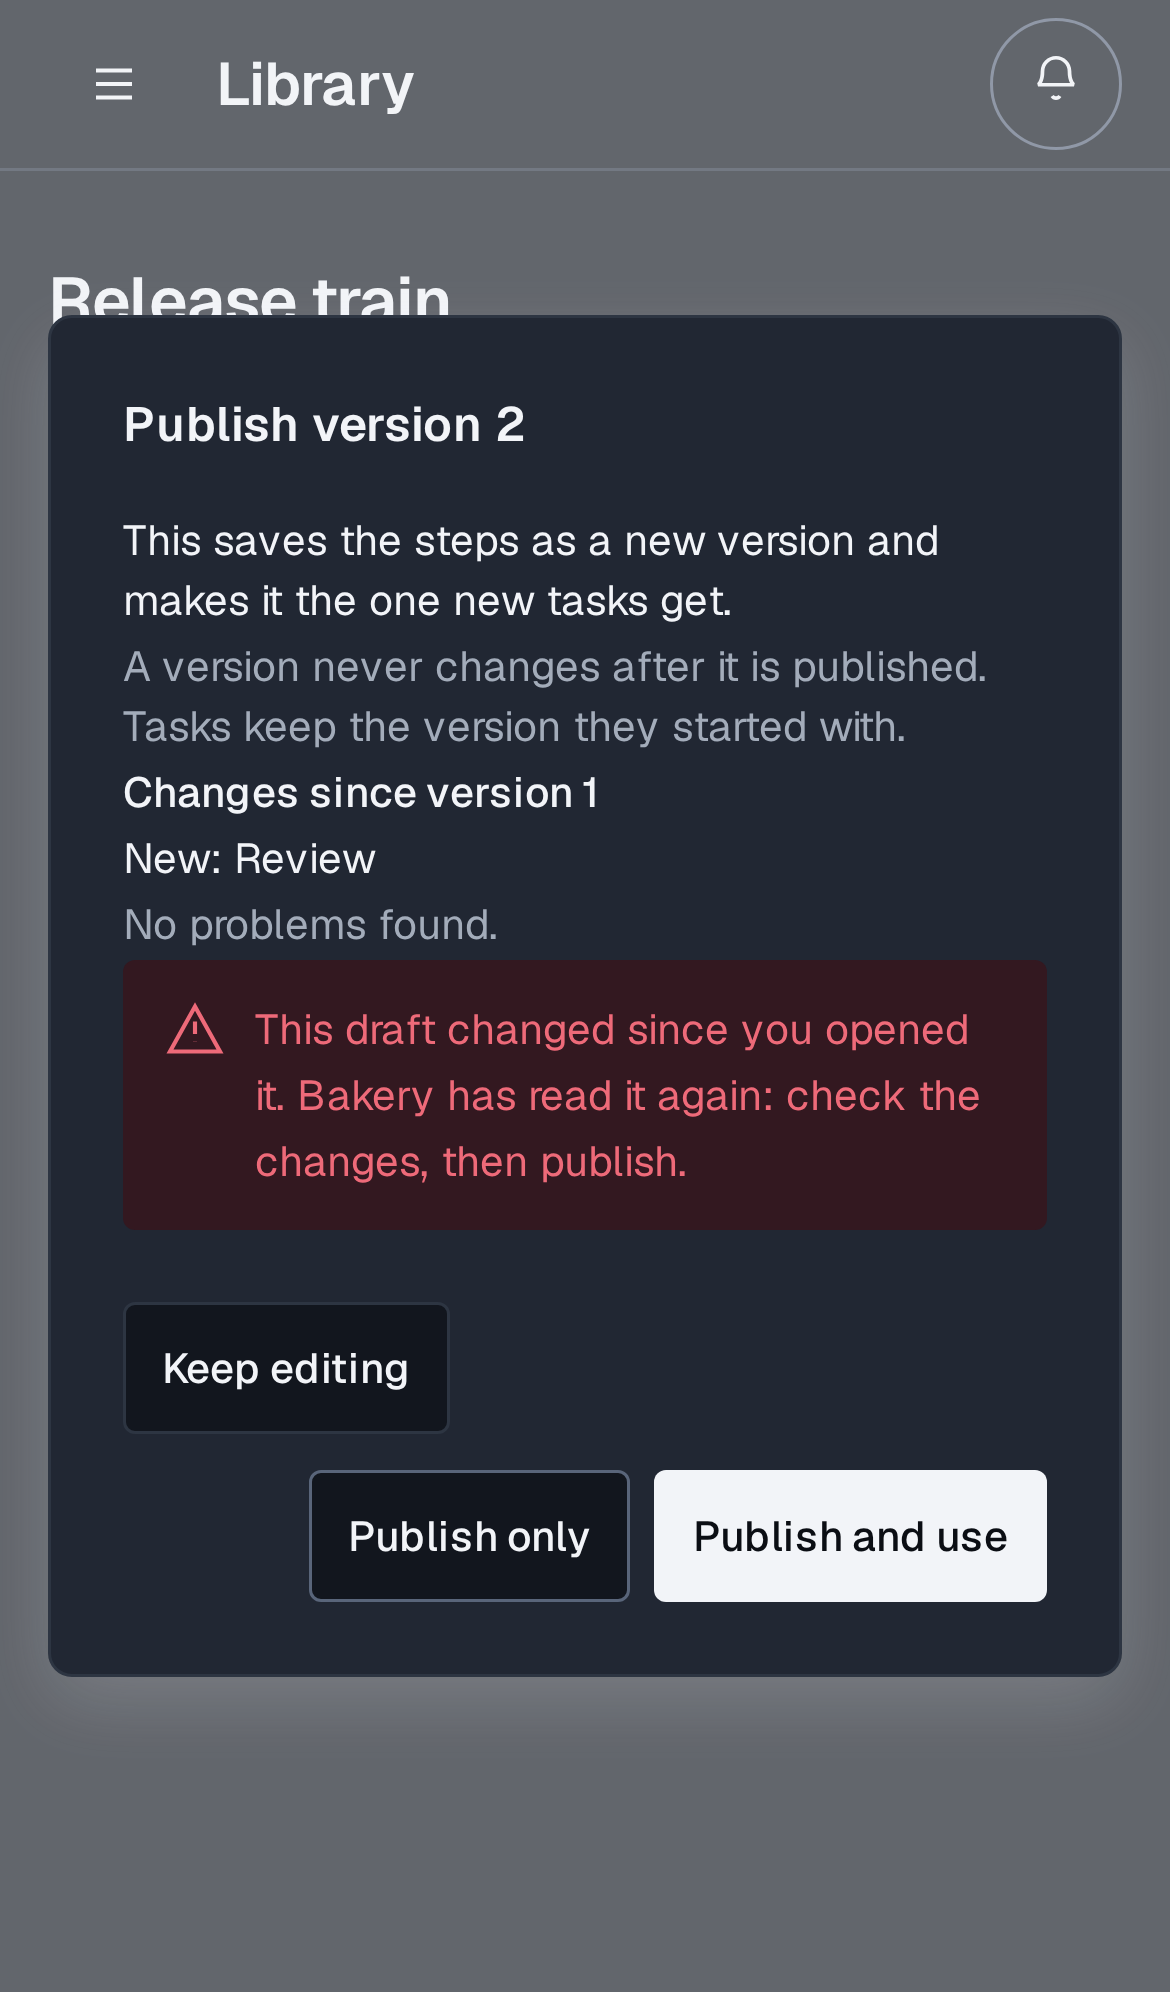 Library
Release train
Publish version 2
This saves the steps as a new version and
makes it the one new tasks get.
A version never changes after it is published.
Tasks keep the version they started with.
Changes since version 1
New: Review
No problems found.
This draft changed since you opened
it. Bakery has read it again: check the
changes, then publish.
Keep editing
Publish only
Publish and use